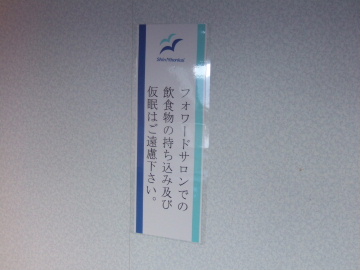 フォワードサロンでの
飲食物の持ち込み及び
仮眠はご遠慮下さい。